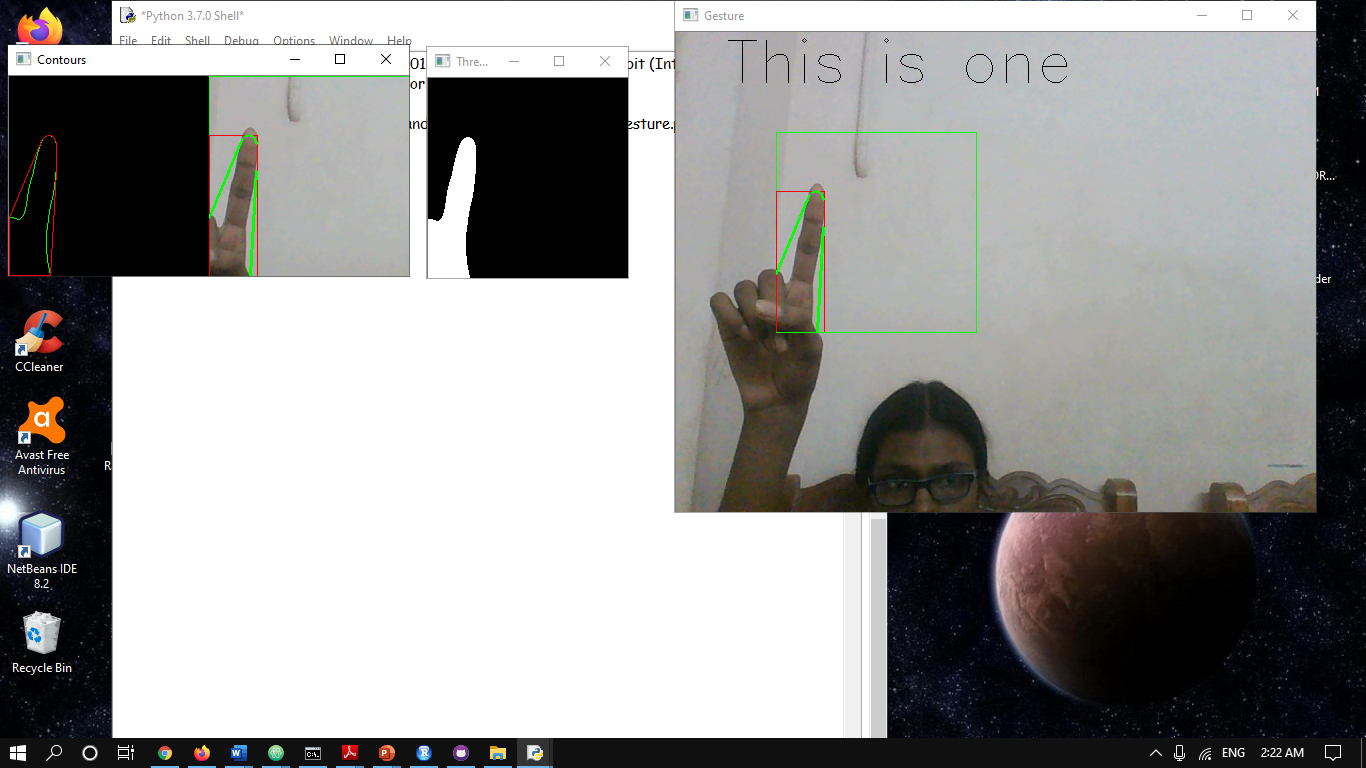 *Python 3.7.0 Shell*
File Edit Shell Debug Options Window Help
Contours
Thre...
Gesture
This is one
CCleaner
Avast Free
Antivirus
NetBeans IDE
8.2
Recycle Bin
ENG 2:22 AM